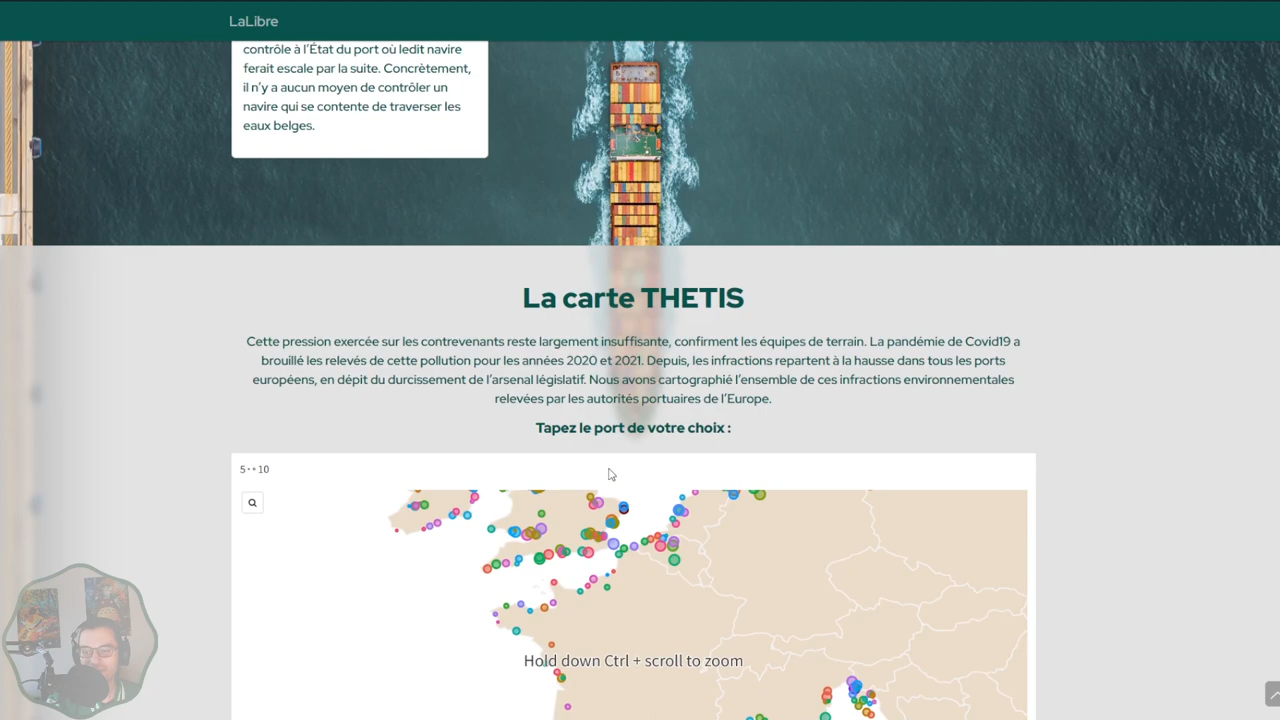 LaLibre
contrôle à l'État du port où ledit navire
ferait escale par la suite. Concrètement,
il n'y a aucun moyen de contrôler un
navire qui se contente de traverser les
eaux belges.
La carte THETIS
Cette pression exercée sur les contrevenants reste largement insuffisante, confirment les équipes de terrain. La pandémie de Covid19 a
brouillé les relevés de cette pollution pour les années 2020 et 2021. Depuis, les infractions repartent à la hausse dans tous les ports
européens, en dépit du durcissement de l'arsenal législatif. Nous avons cartographié l'ensemble de ces infractions environnementales
relevées par les autorités portuaires de l'Europe.
Tapez le port de votre choix :
5 •• 10
Hold down Ctrl + scroll to zoom